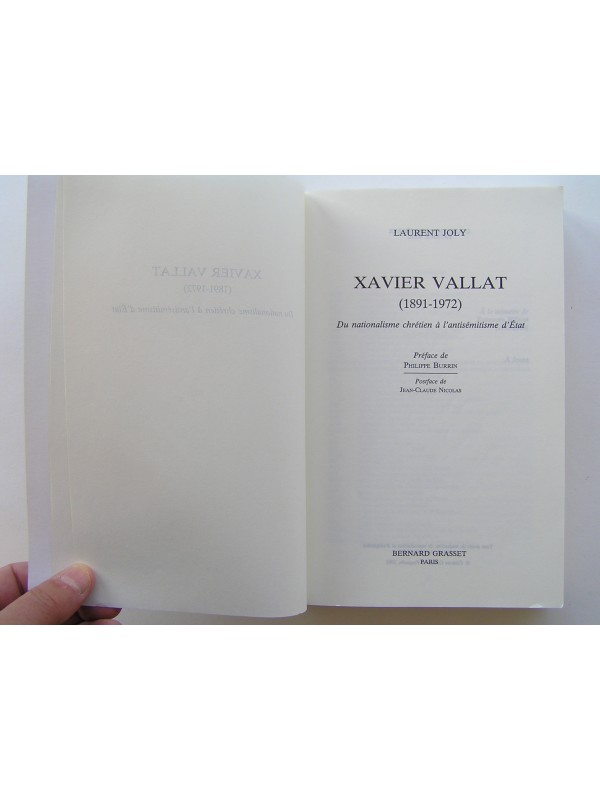 LAURENT JOLY
XAVIER VALLAT
(1891-1972)
Du nationalisme chrétien à l'antisémitisme d'État
Préface de
PHILIPPE BURRIN
Postface de
JEAN-CLAUDE NICOLAS
BERNARD GRASSET
PARIS